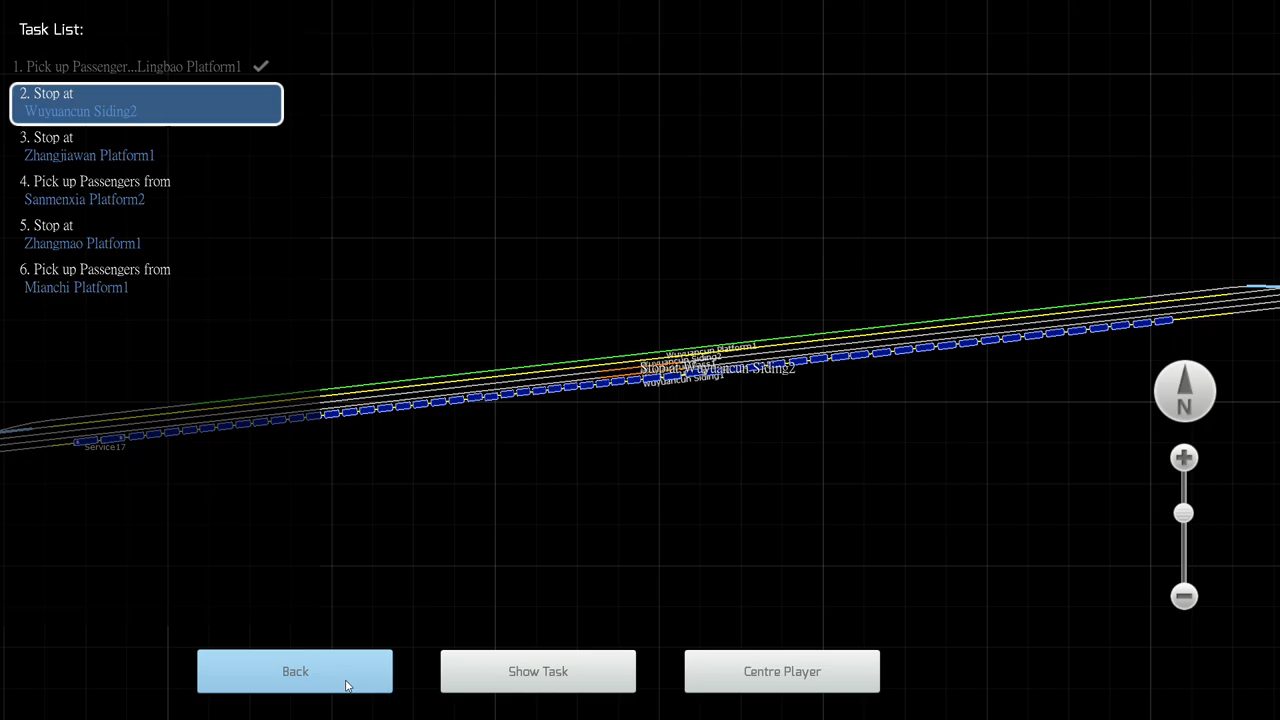 Task List:
1. Pick up Passenger...Lingbao Platform1
2. Stop at
Wuyuancun Siding2
3. Stop at
Zhangjiawan Platform1
4. Pick up Passengers from
Sanmenxia Platform2
5. Stop at
Zhangmao Platform1
6. Pick up Passengers from
Mianchi Platform1
Wuyuancun Platform1
Wuyuancun Siding2
Stop at Wuyuancun Siding2
Wuyuancun Siding1
Service17
N
Back
Show Task
Centre Player